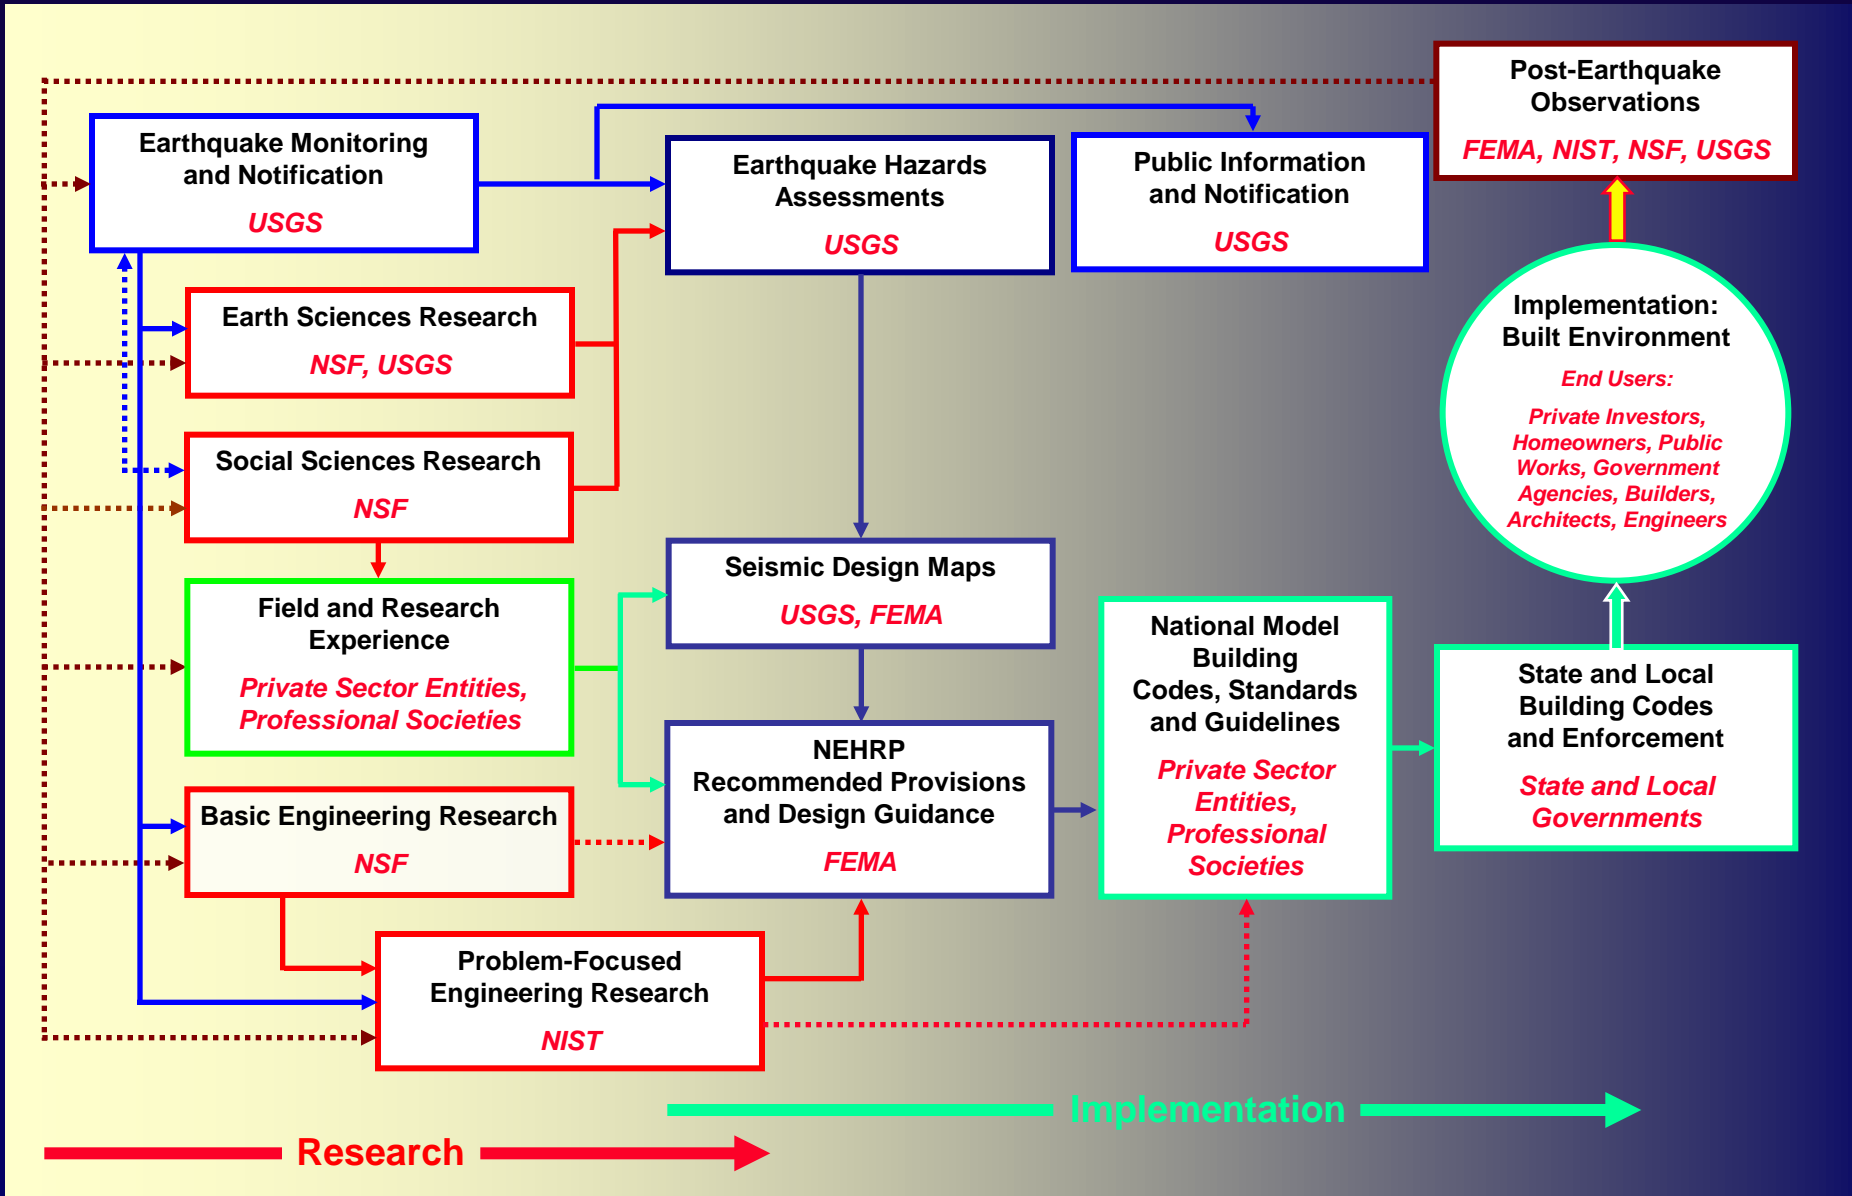 Post-Earthquake
Observations
FEMA, NIST, NSF, USGS
Earthquake Monitoring
and Notification
USGS
Earthquake Hazards
Assessments
USGS
Public Information
and Notification
USGS
Earth Sciences Research
NSF, USGS
Implementation:
Built Environment
End Users:
Private Investors,
Homeowners, Public
Works, Government
Agencies, Builders,
Architects, Engineers
Social Sciences Research
NSF
Seismic Design Maps
USGS, FEMA
Field and Research
Experience
Private Sector Entities,
Professional Societies
National Model
Building
Codes, Standards
and Guidelines
Private Sector
Entities,
Professional
Societies
State and Local
Building Codes
and Enforcement
State and Local
Governments
NEHRP
Recommended Provisions
and Design Guidance
FEMA
Basic Engineering Research
NSF
Problem-Focused
Engineering Research
NIST
Implementation
Research